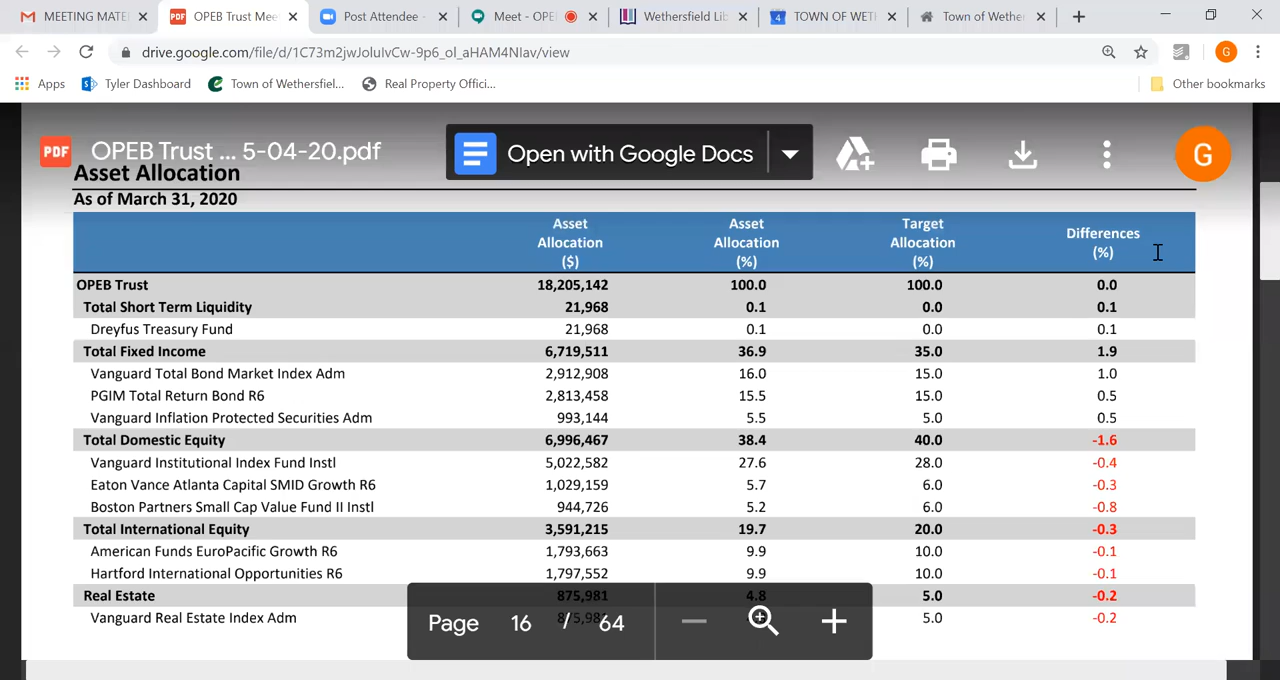 MEETING MATE
OPEB Trust Mee
Post Attendee -
Meet - OPE
Wethersfield Lib
TOWN OF WET
Town of Wether
drive.google.com/file/d/1C73m2jwJoluIvCw-9p6_ol_aHAM4NIav/view
Apps
Tyler Dashboard
Town of Wethersfiel...
Real Property Offici...
Other bookmarks
PDF
OPEB Trust ... 5-04-20.pdf
Open with Google Docs
G
Asset Allocation
As of March 31, 2020
Asset Allocation ($) Asset Allocation (%) Target Allocation (%) Differences (%)
OPEB Trust 18,205,142 100.0 100.0 0.0
Total Short Term Liquidity 21,968 0.1 0.0 0.1
Dreyfus Treasury Fund 21,968 0.1 0.0 0.1
Total Fixed Income 6,719,511 36.9 35.0 1.9
Vanguard Total Bond Market Index Adm 2,912,908 16.0 15.0 1.0
PGIM Total Return Bond R6 2,813,458 15.5 15.0 0.5
Vanguard Inflation Protected Securities Adm 993,144 5.5 5.0 0.5
Total Domestic Equity 6,996,467 38.4 40.0 -1.6
Vanguard Institutional Index Fund Instl 5,022,582 27.6 28.0 -0.4
Eaton Vance Atlanta Capital SMID Growth R6 1,029,159 5.7 6.0 -0.3
Boston Partners Small Cap Value Fund II Instl 944,726 5.2 6.0 -0.8
Total International Equity 3,591,215 19.7 20.0 -0.3
American Funds EuroPacific Growth R6 1,793,663 9.9 10.0 -0.1
Hartford International Opportunities R6 1,797,552 9.9 10.0 -0.1
Real Estate 875,981 4.8 5.0 -0.2
Vanguard Real Estate Index Adm 5.0 -0.2
Page 16 / 64